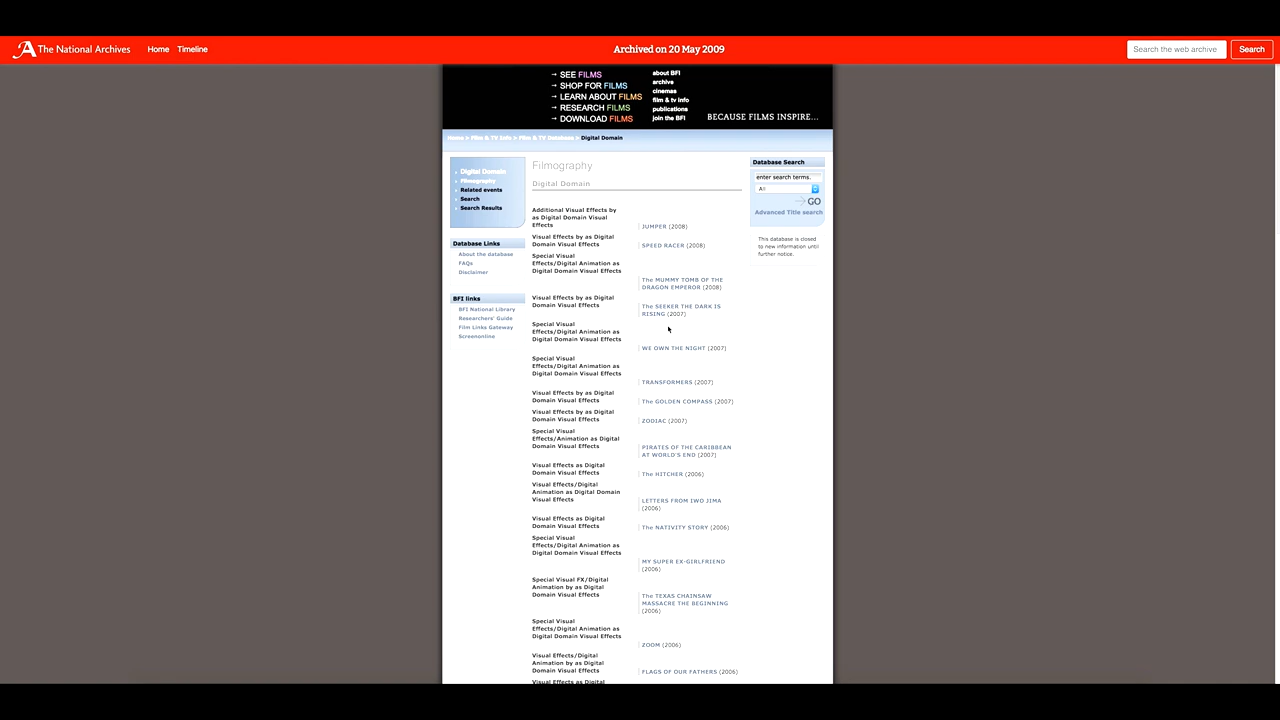 The National Archives
Home
Timeline
Archived on 20 May 2009
Search the web archive
Search
→ SEE FILMS
→ SHOP FOR FILMS
→ LEARN ABOUT FILMS
→ RESEARCH FILMS
→ DOWNLOAD FILMS
about BFI
archive
cinemas
film & tv info
publications
join the BFI
BECAUSE FILMS INSPIRE...
Home > Film & TV Info > Film & TV Database > Digital Domain
Digital Domain
Filmography
Related events
Search
Search Results
Database Links
About the database
FAQs
Disclaimer
BFI links
BFI National Library
Researchers' Guide
Film Links Gateway
Screenonline
Filmography
Digital Domain
Additional Visual Effects by
as Digital Domain Visual
Effects
JUMPER (2008)
Visual Effects by as Digital
Domain Visual Effects
SPEED RACER (2008)
Special Visual
Effects/Digital Animation as
Digital Domain Visual Effects
The MUMMY TOMB OF THE
DRAGON EMPEROR (2008)
Visual Effects by as Digital
Domain Visual Effects
The SEEKER THE DARK IS
RISING (2007)
Special Visual
Effects/Digital Animation as
Digital Domain Visual Effects
WE OWN THE NIGHT (2007)
Special Visual
Effects/Digital Animation as
Digital Domain Visual Effects
TRANSFORMERS (2007)
Visual Effects by as Digital
Domain Visual Effects
The GOLDEN COMPASS (2007)
Visual Effects by as Digital
Domain Visual Effects
ZODIAC (2007)
Special Visual
Effects/Animation as Digital
Domain Visual Effects
PIRATES OF THE CARIBBEAN
AT WORLD'S END (2007)
Visual Effects as Digital
Domain Visual Effects
The HITCHER (2006)
Visual Effects/Digital
Animation as Digital Domain
Visual Effects
LETTERS FROM IWO JIMA
(2006)
Visual Effects as Digital
Domain Visual Effects
The NATIVITY STORY (2006)
Special Visual
Effects/Digital Animation as
Digital Domain Visual Effects
MY SUPER EX-GIRLFRIEND
(2006)
Special Visual FX/Digital
Animation by as Digital
Domain Visual Effects
The TEXAS CHAINSAW
MASSACRE THE BEGINNING
(2006)
Special Visual
Effects/Digital Animation as
Digital Domain Visual Effects
ZOOM (2006)
Visual Effects/Digital
Animation by as Digital
Domain Visual Effects
FLAGS OF OUR FATHERS (2006)
Visual Effects as Digital
Database Search
enter search terms.
All
→ GO
Advanced Title search
This database is closed
to new information until
further notice.